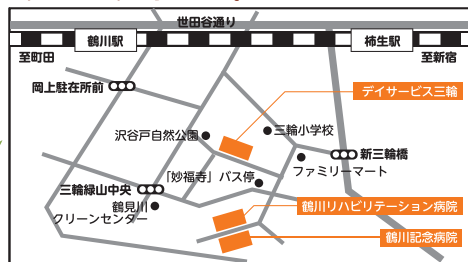 世田谷通り
鶴川駅
柿生駅
至町田
至新宿
岡上駐在所前
デイサービス三輪
沢谷戸自然公園
三輪小学校
新三輪橋
ファミリーマート
「妙福寺」バス停
三輪緑山中央
鶴見川
クリーンセンター
鶴川リハビリテーション病院
鶴川記念病院